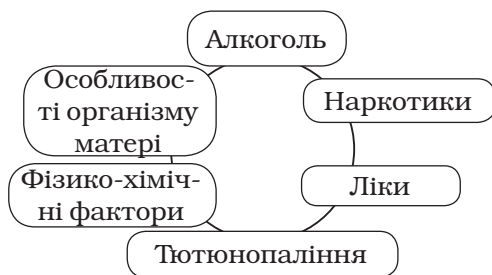 Алкоголь
Наркотики
Ліки
Тютюнопаління
Фізико-хіміч-
ні фактори
Особливос-
ті організму
матері